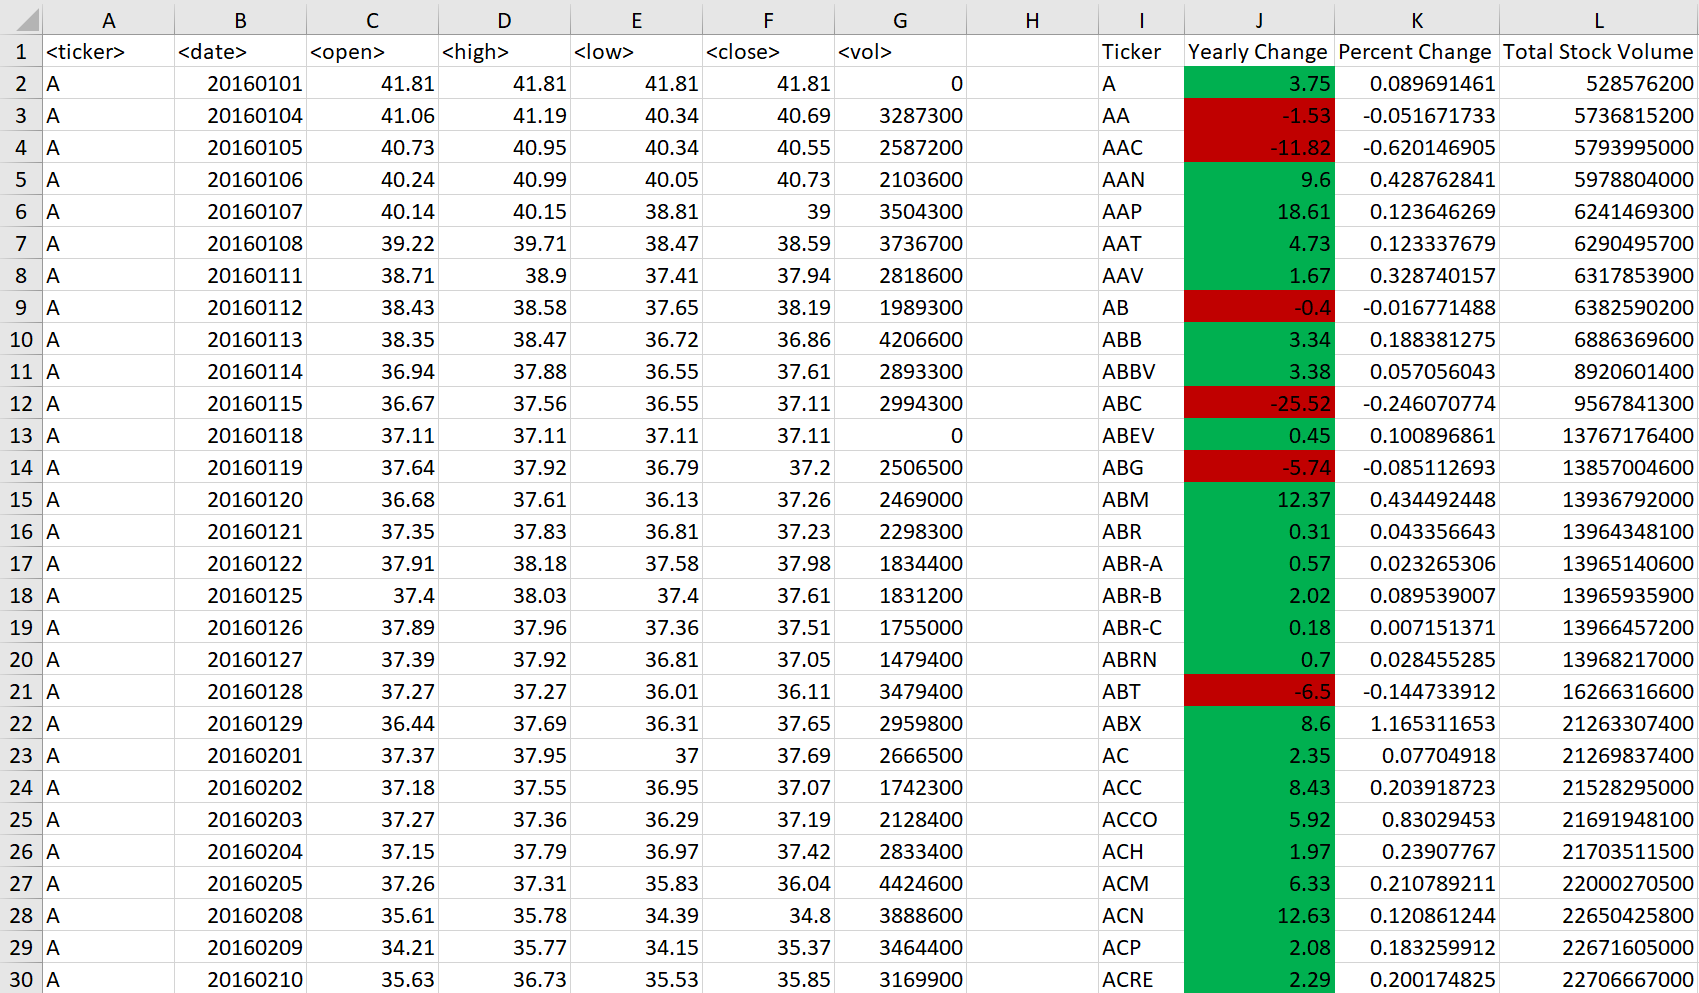 A B C D E F G H I J K L
1 <ticker> <date> <open> <high> <low> <close> <vol> Ticker Yearly Change Percent Change Total Stock Volume
2 A 20160101 41.81 41.81 41.81 41.81 0 A 3.75 0.089691461 528576200
3 A 20160104 41.06 41.19 40.34 40.69 3287300 AA -1.53 -0.051671733 5736815200
4 A 20160105 40.73 40.95 40.34 40.55 2587200 AAC -11.82 -0.620146905 5793995000
5 A 20160106 40.24 40.99 40.05 40.73 2103600 AAN 9.6 0.428762841 5978804000
6 A 20160107 40.14 40.15 38.81 39 3504300 AAP 18.61 0.123646269 6241469300
7 A 20160108 39.22 39.71 38.47 38.59 3736700 AAT 4.73 0.123337679 6290495700
8 A 20160111 38.71 38.9 37.41 37.94 2818600 AAV 1.67 0.328740157 6317853900
9 A 20160112 38.43 38.58 37.65 38.19 1989300 AB -0.4 -0.016771488 6382590200
10 A 20160113 38.35 38.47 36.72 36.86 4206600 ABB 3.34 0.188381275 6886369600
11 A 20160114 36.94 37.88 36.55 37.61 2893300 ABBV 3.38 0.057056043 8920601400
12 A 20160115 36.67 37.56 36.55 37.11 2994300 ABC -25.52 -0.246070774 9567841300
13 A 20160118 37.11 37.11 37.11 37.11 0 ABEV 0.45 0.100896861 13767176400
14 A 20160119 37.64 37.92 36.79 37.2 2506500 ABG -5.74 -0.085112693 13857004600
15 A 20160120 36.68 37.61 36.13 37.26 2469000 ABM 12.37 0.434492448 13936792000
16 A 20160121 37.35 37.83 36.81 37.23 2298300 ABR 0.31 0.043356643 13964348100
17 A 20160122 37.91 38.18 37.58 37.98 1834400 ABR-A 0.57 0.023265306 13965140600
18 A 20160125 37.4 38.03 37.4 37.61 1831200 ABR-B 2.02 0.089539007 13965935900
19 A 20160126 37.89 37.96 37.36 37.51 1755000 ABR-C 0.18 0.007151371 13966457200
20 A 20160127 37.39 37.92 36.81 37.05 1479400 ABRN 0.7 0.028455285 13968217000
21 A 20160128 37.27 37.27 36.01 36.11 3479400 ABT -6.5 -0.144733912 16266316600
22 A 20160129 36.44 37.69 36.31 37.65 2959800 ABX 8.6 1.165311653 21263307400
23 A 20160201 37.37 37.95 37 37.69 2666500 AC 2.35 0.07704918 21269837400
24 A 20160202 37.18 37.55 36.95 37.07 1742300 ACC 8.43 0.203918723 21528295000
25 A 20160203 37.27 37.36 36.29 37.19 2128400 ACCO 5.92 0.83029453 21691948100
26 A 20160204 37.15 37.79 36.97 37.42 2833400 ACH 1.97 0.23907767 21703511500
27 A 20160205 37.26 37.31 35.83 36.04 4424600 ACM 6.33 0.210789211 22000270500
28 A 20160208 35.61 35.78 34.39 34.8 3888600 ACN 12.63 0.120861244 22650425800
29 A 20160209 34.21 35.77 34.15 35.37 3464400 ACP 2.08 0.183259912 22671605000
30 A 20160210 35.63 36.73 35.53 35.85 3169900 ACRE 2.29 0.200174825 22706667000